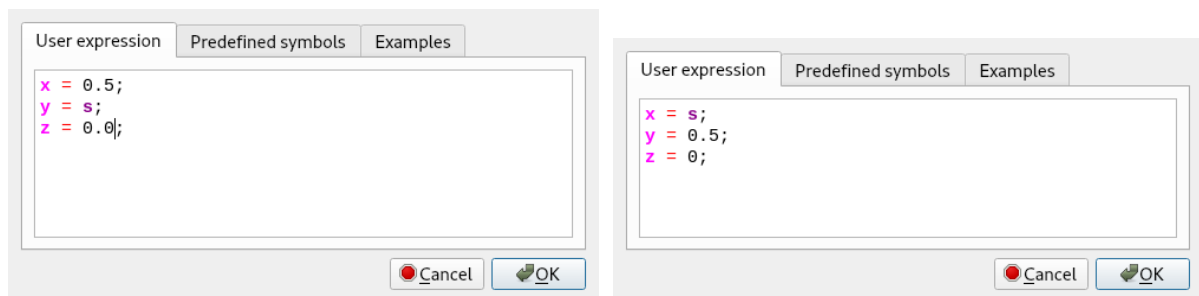 User expression Predefined symbols Examples
x = 0.5;
y = s;
z = 0.0;
Cancel OK
User expression Predefined symbols Examples
x = s;
y = 0.5;
z = 0;
Cancel OK